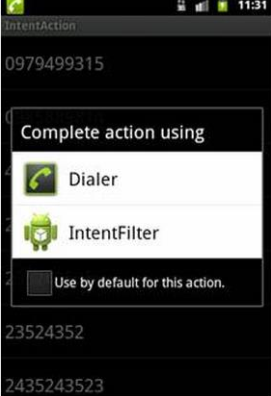 11:31
IntentAction
0979499315
Complete action using
Dialer
IntentFilter
Use by default for this action.
23524352
2435243523